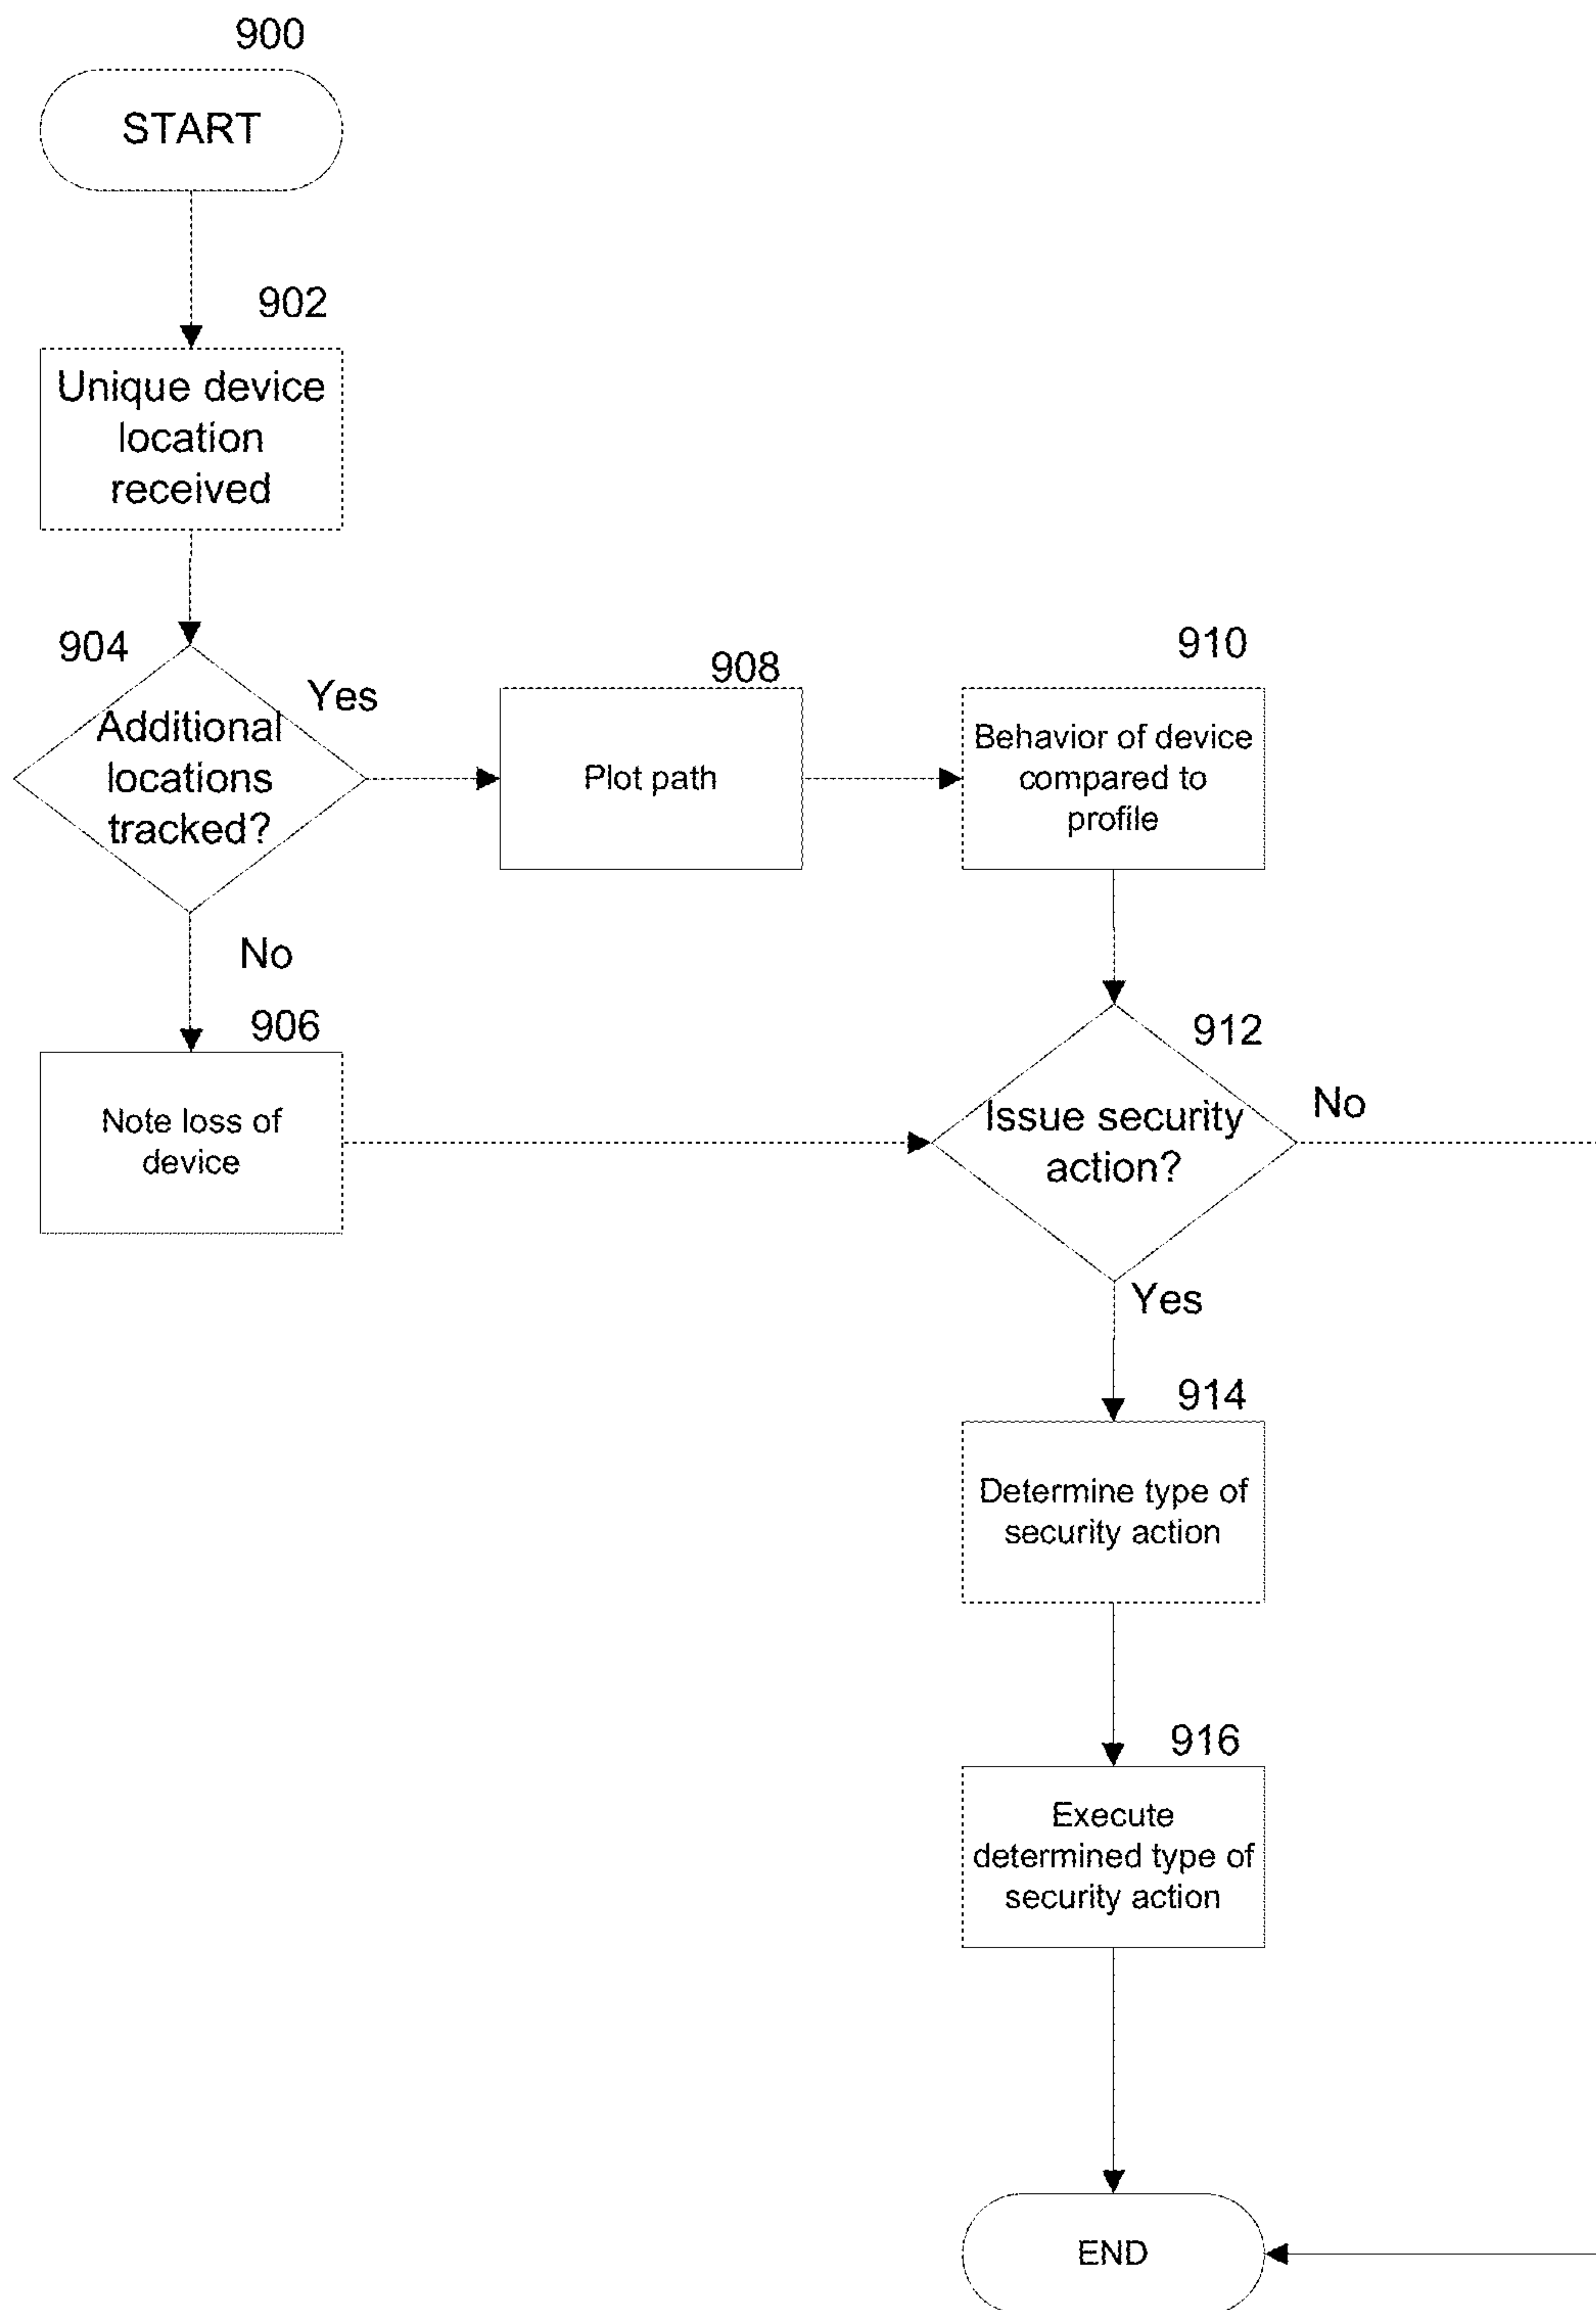 900
START
902
Unique device
location
received
904
Yes
Additional
locations
tracked?
908
Plot path
910
Behavior of device
compared to
profile
No
906
Note loss of
device
912
Issue security
action?
No
Yes
914
Determine type of
security action
916
Execute
determined type of
security action
END